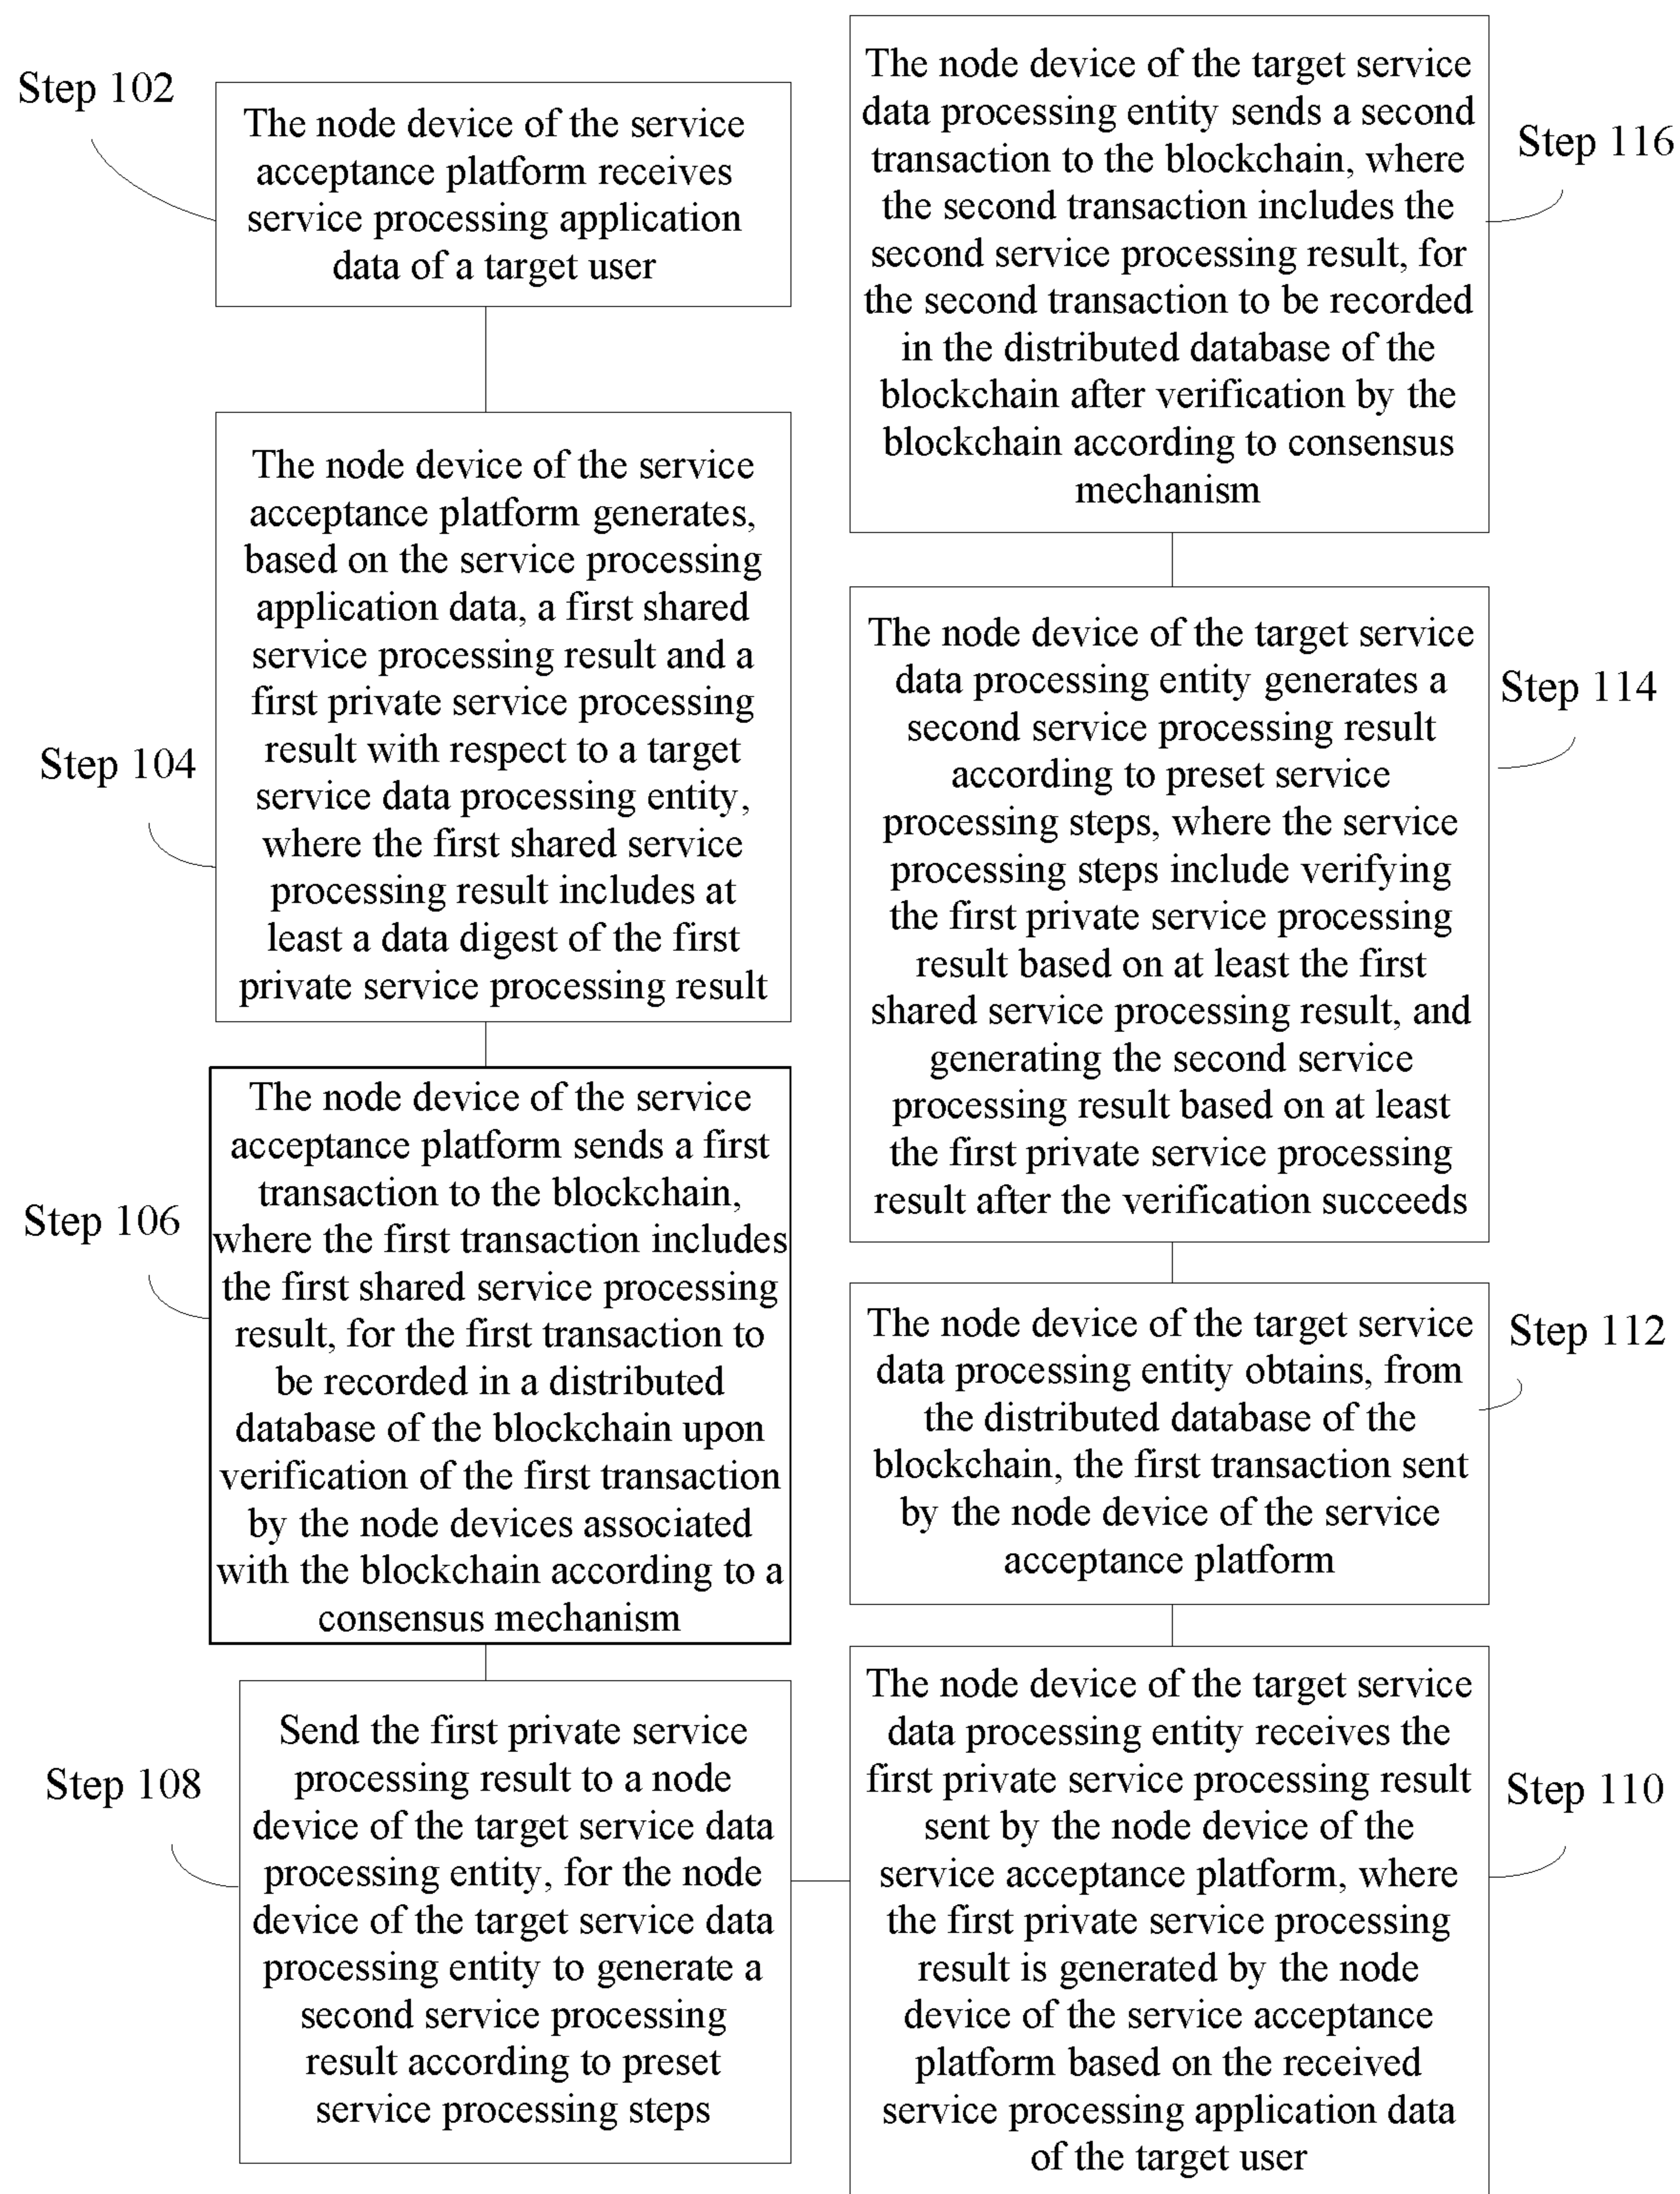 Step 102
The node device of the service
acceptance platform receives
service processing application
data of a target user
Step 104
The node device of the service
acceptance platform generates,
based on the service processing
application data, a first shared
service processing result and a
first private service processing
result with respect to a target
service data processing entity,
where the first shared service
processing result includes at
least a data digest of the first
private service processing result
Step 106
The node device of the service
acceptance platform sends a first
transaction to the blockchain,
where the first transaction includes
the first shared service processing
result, for the first transaction to
be recorded in a distributed
database of the blockchain upon
verification of the first transaction
by the node devices associated
with the blockchain according to a
consensus mechanism
Step 108
Send the first private service
processing result to a node
device of the target service data
processing entity, for the node
device of the target service data
processing entity to generate a
second service processing
result according to preset
service processing steps
Step 116
The node device of the target service
data processing entity sends a second
transaction to the blockchain, where
the second transaction includes the
second service processing result, for
the second transaction to be recorded
in the distributed database of the
blockchain after verification by the
blockchain according to consensus
mechanism
Step 114
The node device of the target service
data processing entity generates a
second service processing result
according to preset service
processing steps, where the service
processing steps include verifying
the first private service processing
result based on at least the first
shared service processing result, and
generating the second service
processing result based on at least
the first private service processing
result after the verification succeeds
Step 112
The node device of the target service
data processing entity obtains, from
the distributed database of the
blockchain, the first transaction sent
by the node device of the service
acceptance platform
Step 110
The node device of the target service
data processing entity receives the
first private service processing result
sent by the node device of the
service acceptance platform, where
the first private service processing
result is generated by the node
device of the service acceptance
platform based on the received
service processing application data
of the target user